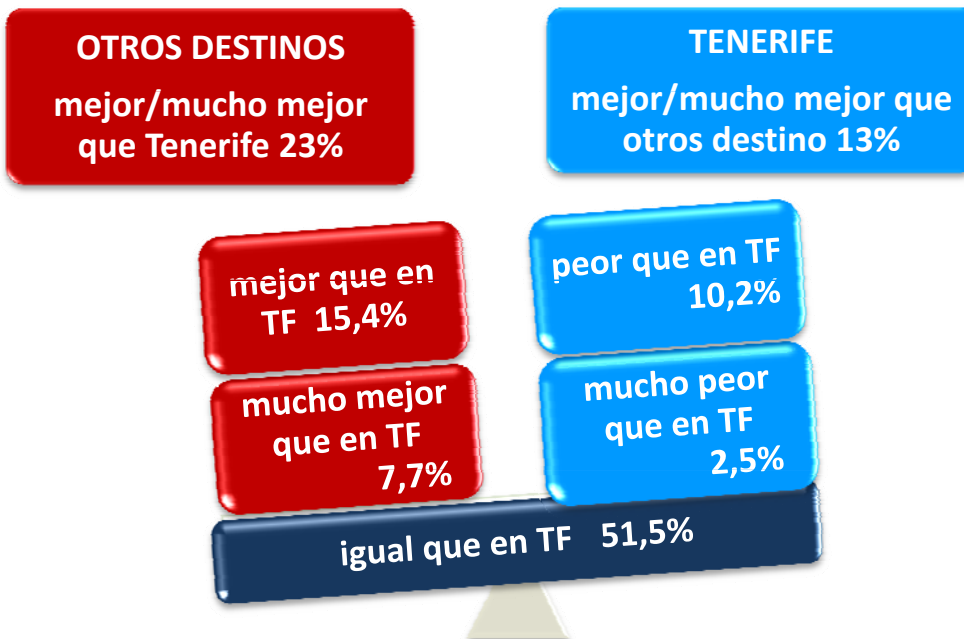 OTROS DESTINOS
mejor/mucho mejor
que Tenerife 23%
TENERIFE
mejor/mucho mejor que
otros destino 13%
mejor que en
TF 15,4%
peor que en TF
10,2%
mucho mejor
que en TF
7,7%
mucho peor
que en TF
2,5%
igual que en TF 51,5%